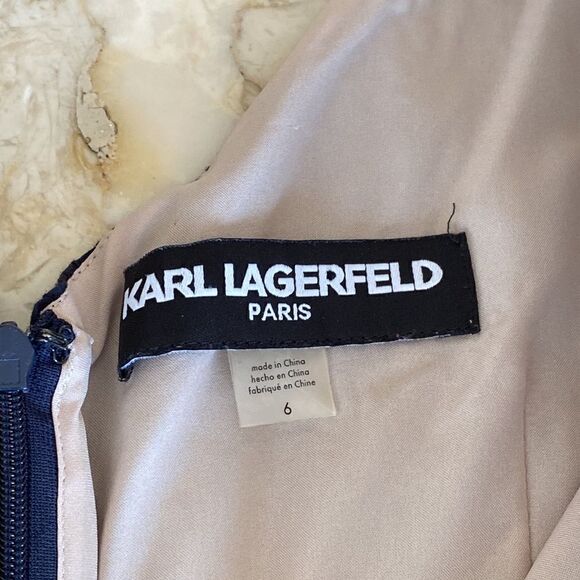 KARL LAGERFELD
PARIS
made in China
hecho en China
fabriqué en Chine
6